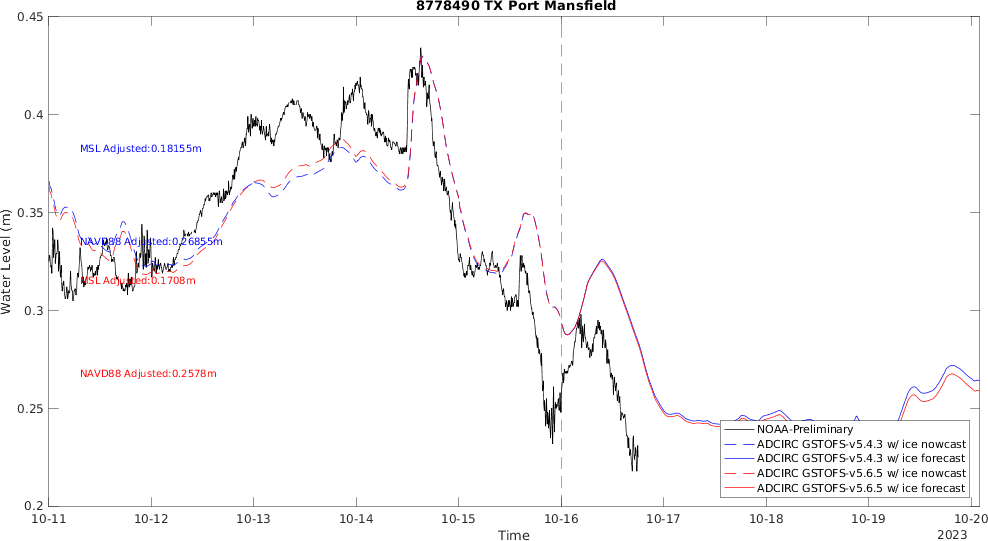 8778490 TX Port Mansfield
0.45
0.4
0.35
0.3
0.25
0.2
Water Level (m)
MSL Adjusted:0.18155m
NAVD88 Adjusted:0.26855m
MSL Adjusted:0.1708m
NAVD88 Adjusted:0.2578m
NOAA-Preliminary
ADCIRC GSTOFS-v5.4.3 w/ ice nowcast
ADCIRC GSTOFS-v5.4.3 w/ ice forecast
ADCIRC GSTOFS-v5.6.5 w/ ice nowcast
ADCIRC GSTOFS-v5.6.5 w/ ice forecast
10-11 10-12 10-13 10-14 10-15 10-16 10-17 10-18 10-19 10-20
Time
2023